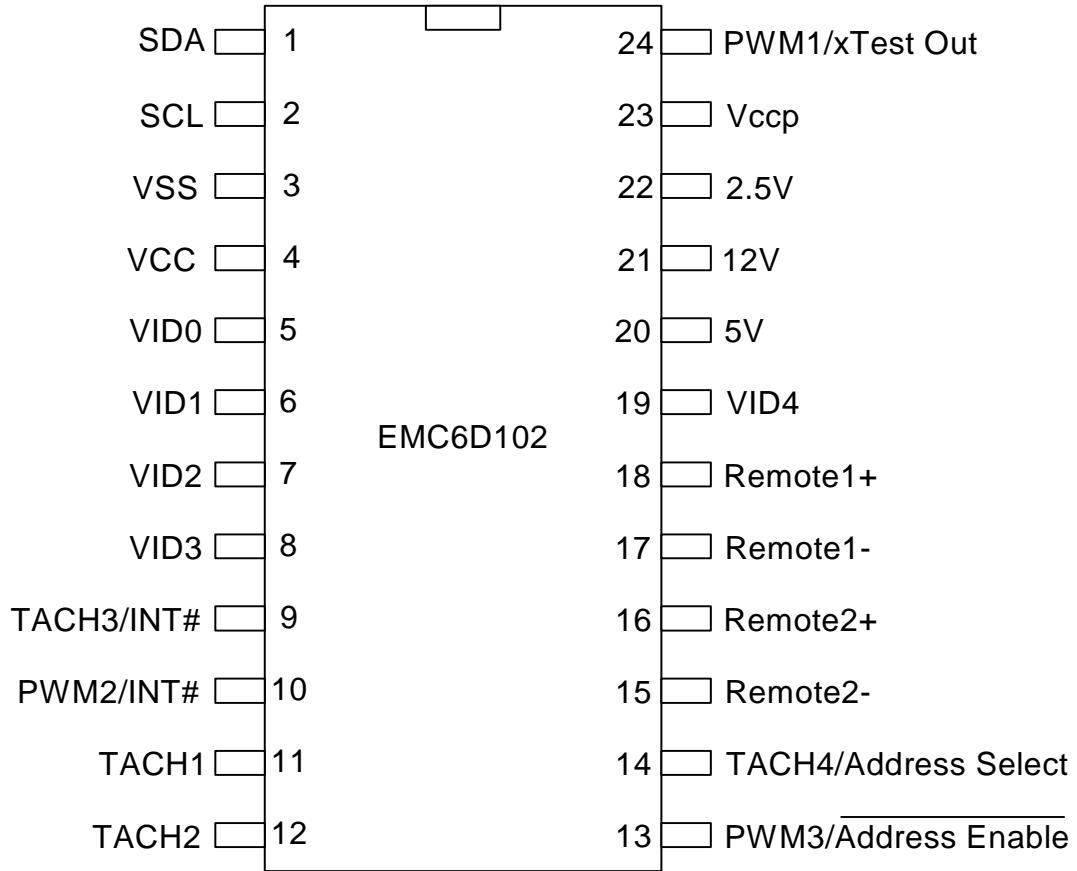 SDA 1 24 PWM1/xTest Out
SCL 2 23 Vccp
VSS 3 22 2.5V
VCC 4 21 12V
VID0 5 20 5V
VID1 6 19 VID4
EMC6D102
VID2 7 18 Remote1+
VID3 8 17 Remote1-
TACH3/INT# 9 16 Remote2+
PWM2/INT# 10 15 Remote2-
TACH1 11 14 TACH4/Address Select
TACH2 12 13 PWM3/Address Enable